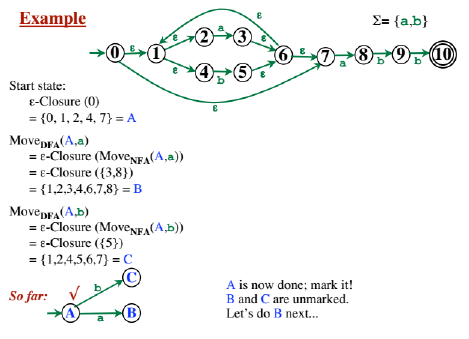 Example
Σ= {a,b}
ε
ε a ε
0 ε 1 2 3 6 ε 7 a 8 b 9 b 10
ε 4 b 5 ε
ε
Start state:
ε-Closure (0)
= {0, 1, 2, 4, 7} = A
MoveDFA(A,a)
= ε-Closure (MoveNFA(A,a))
= ε-Closure ({3,8})
= {1,2,3,4,6,7,8} = B
MoveDFA(A,b)
= ε-Closure (MoveNFA(A,b))
= ε-Closure ({5})
= {1,2,4,5,6,7} = C
So far: √ A b C
a B
A is now done; mark it!
B and C are unmarked.
Let's do B next...